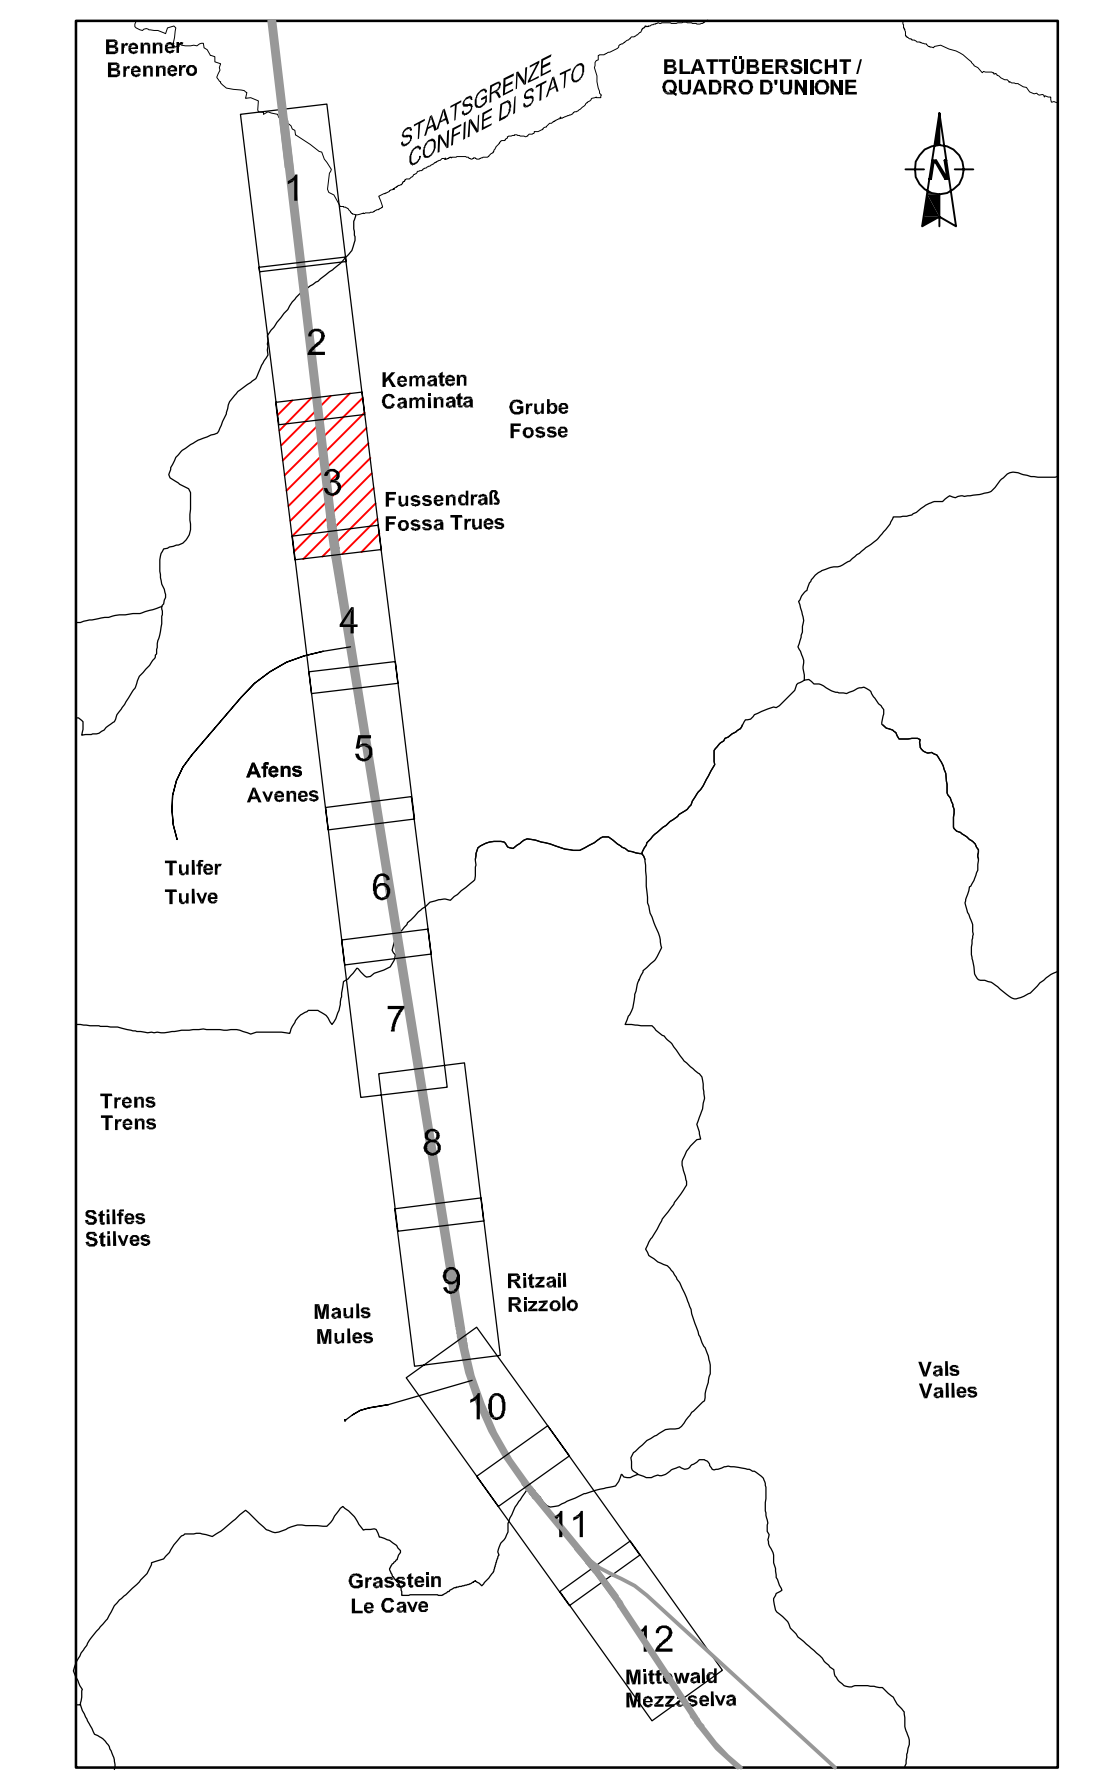 Brenner
Brennero
STAATSGRENZE
CONFINE DI STATO
BLATTÜBERSICHT /
QUADRO D'UNIONE
N
1
2
Kematen
Caminata
Grube
Fosse
3
Fussendraß
Fossa Trues
4
5
Afens
Avenes
Tulfer
Tulve
6
7
Trens
Trens
8
Stilfes
Stilves
9
Ritzail
Rizzolo
Mauls
Mules
Vals
Valles
10
11
Grasstein
Le Cave
12
Mittewald
Mezzaselva